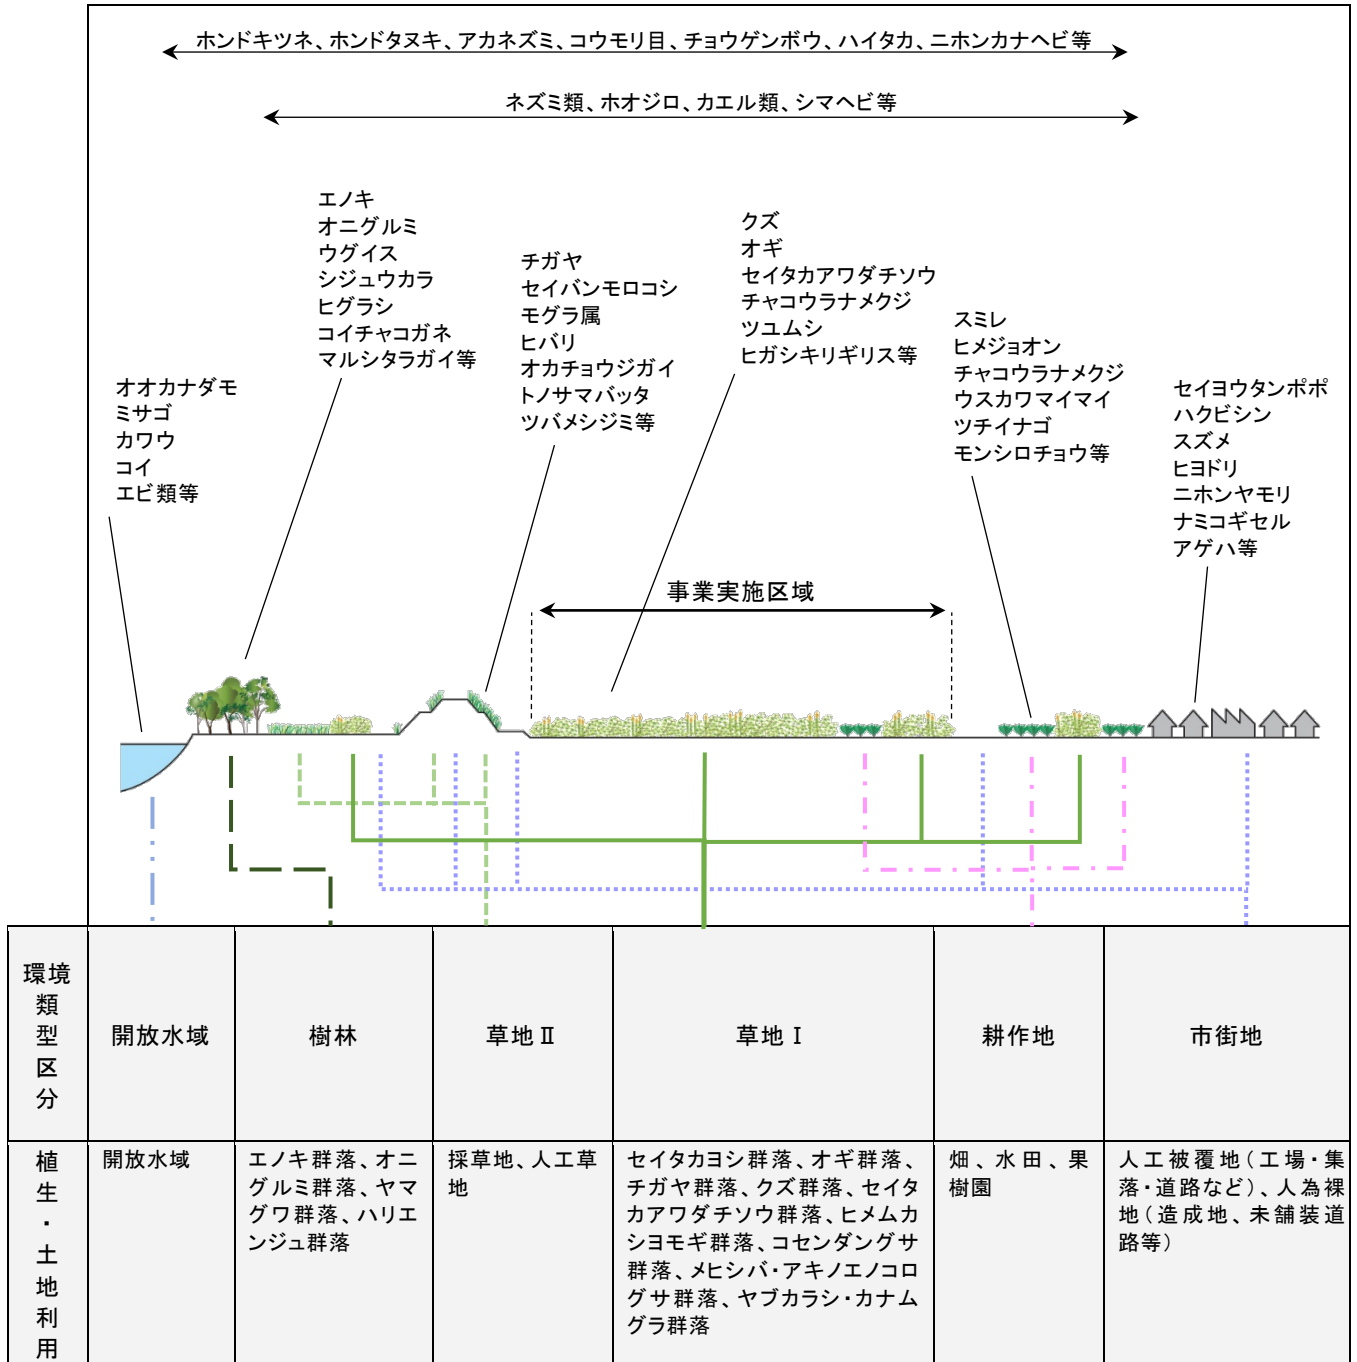 ホンドキツネ、ホンドタヌキ、アカネズミ、コウモリ目、チョウゲンボウ、ハイタカ、ニホンカナヘビ等
ネズミ類、ホオジロ、カエル類、シマヘビ等
エノキ
オニグルミ
ウグイス
シジュウカラ
ヒグラシ
コイチャコガネ
マルシタラガイ等
クズ
オギ
セイタカアワダチソウ
チャコウラナメクジ
ツユムシ
ヒガシキリギリス等
チガヤ
セイバンモロコシ
モグラ属
ヒバリ
オカチョウジガイ
トノサマバッタ
ツバメシジミ等
スミレ
ヒメジョオン
チャコウラナメクジ
ウスカワマイマイ
ツチイナゴ
モンシロチョウ等
オオカナダモ
ミサゴ
カワウ
コイ
エビ類等
セイヨウタンポポ
ハクビシン
スズメ
ヒヨドリ
ニホンヤモリ
ナミコギセル
アゲハ等
事業実施区域
環境
類
型
区
分
開放水域
樹林
草地Ⅱ
草地Ⅰ
耕作地
市街地
植
生
・
土
地
利
用
開放水域
エノキ群落、オニ
グルミ群落、ヤマ
グワ群落、ハリエ
ンジュ群落
採草地、人工草
地
セイタカヨシ群落、オギ群落、
チガヤ群落、クズ群落、セイタ
カアワダチソウ群落、ヒメムカ
シヨモギ群落、コセンダングサ
群落、メヒシバ・アキノエノコロ
グサ群落、ヤブカラシ・カナム
グラ群落
畑、水田、果
樹園
人工被覆地（工場・集
落・道路など）、人為裸
地（造成地、未舗装道
路等）